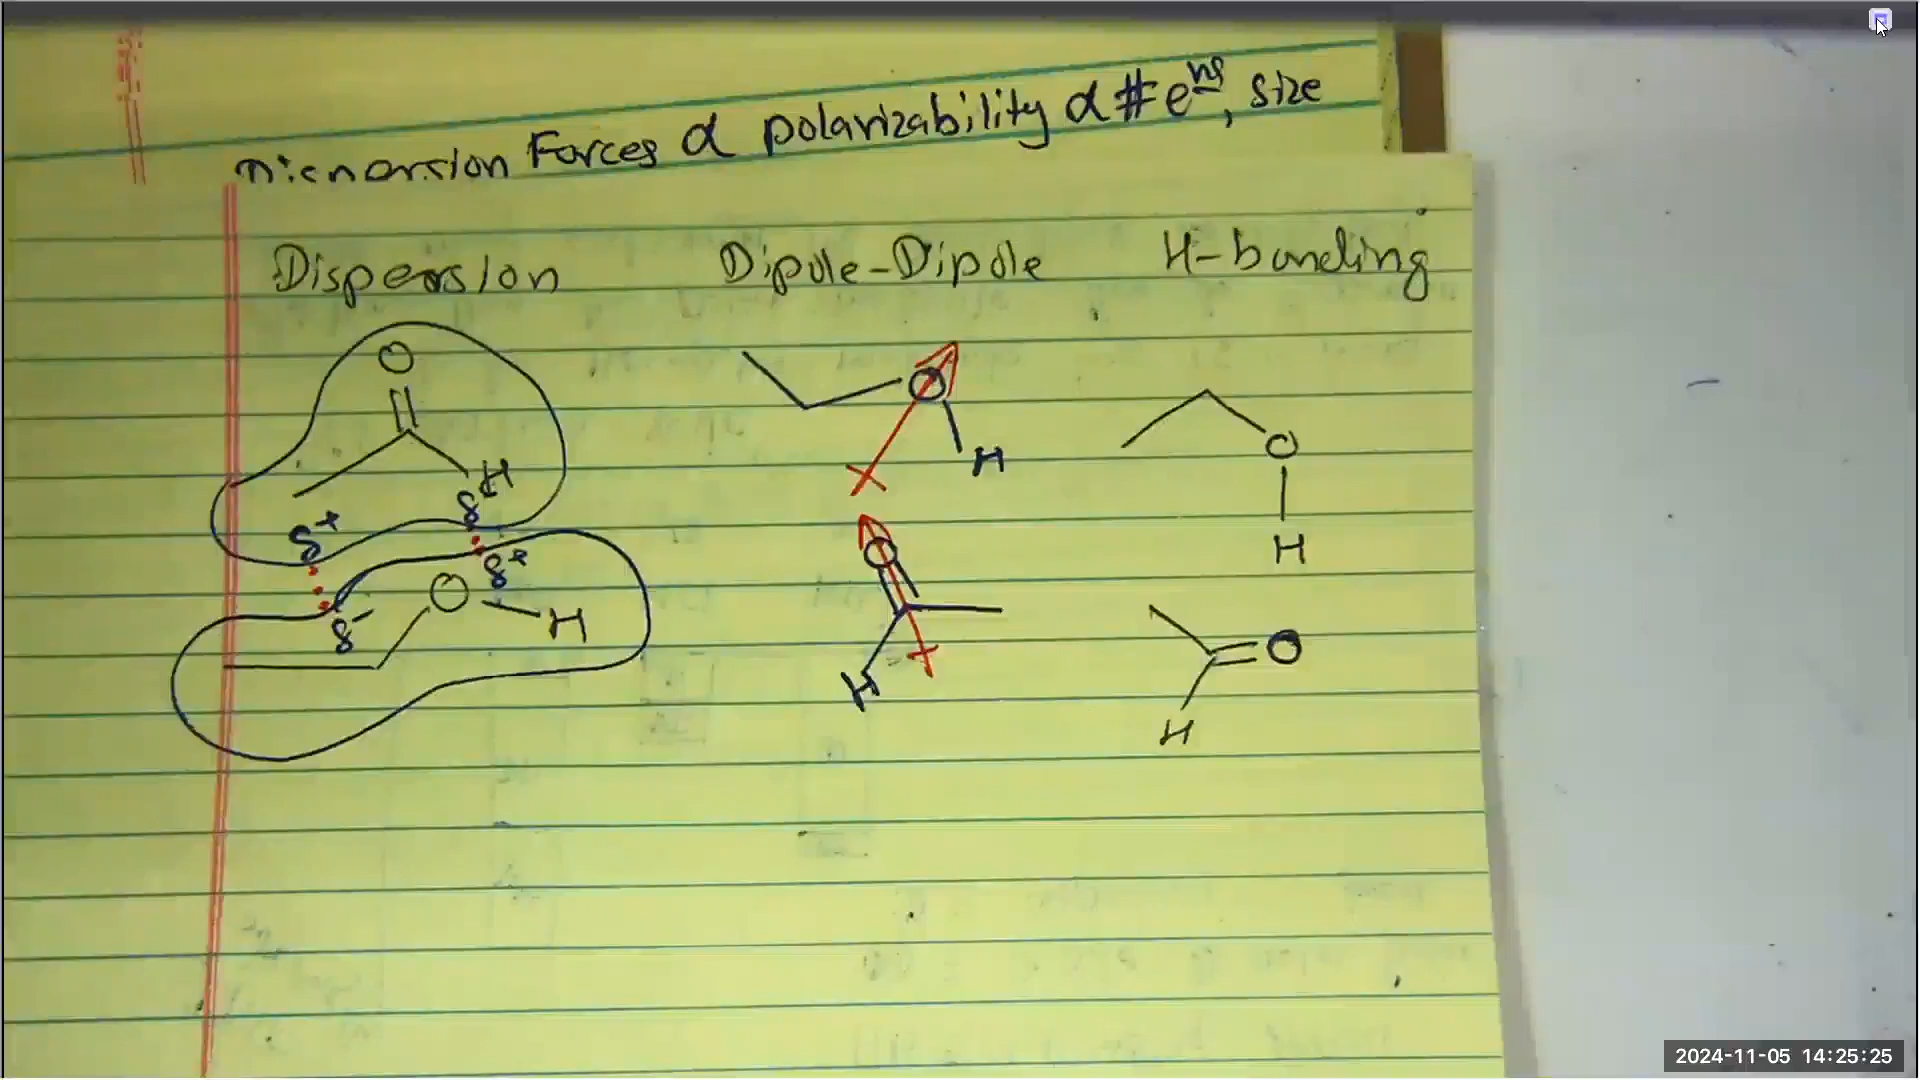 Dispersion Forces α polarizability α # e^ns, size
Dispersion Dipole-Dipole H-bonding
O
H
δ-
δ+
δ+
δ-
O
H
O
H
O
H
O
H
O
H
2024-11-05 14:25:25